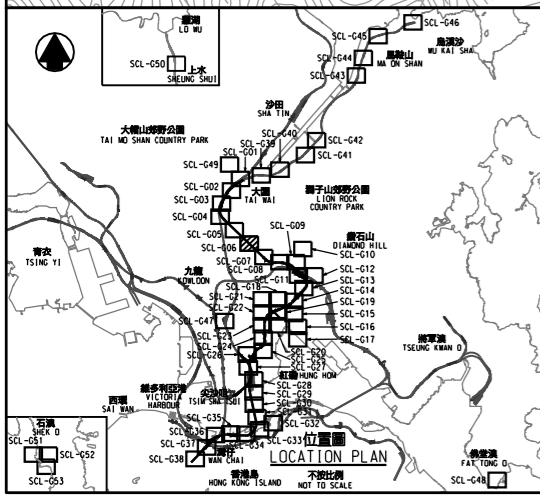 羅湖
LO WU
SCL-G50
上水
SHEUNG SHUI
SCL-G46
SCL-G45
烏溪沙
WU KAI SHA
SCL-G44
馬鞍山
MA ON SHAN
SCL-G43
沙田
SHA TIN
大帽山郊野公園
TAI MO SHAN COUNTRY PARK
SCL-G40
SCL-G39
SCL-G01
SCL-G42
SCL-G41
SCL-G49
SCL-G02
大圍
TAI WAI
獅子山郊野公園
LION ROCK
COUNTRY PARK
SCL-G03
SCL-G04
SCL-G05
SCL-G06
SCL-G07
SCL-G08
SCL-G09
鑽石山
DIAMOND HILL
SCL-G10
青衣
TSING YI
九龍
KOWLOON
SCL-G11
SCL-G12
SCL-G13
SCL-G14
SCL-G18
SCL-G19
SCL-G21
SCL-G22
SCL-G15
SCL-G16
SCL-G17
SCL-G47
SCL-G23
SCL-G24
SCL-G26
SCL-G20
SCL-G25
SCL-G27
將軍澳
TSEUNG KWAN O
紅磡
HUNG HOM
維多利亞港
VICTORIA
HARBOUR
尖沙咀
TSIM SHA TSUI
SCL-G28
SCL-G29
SCL-G30
SCL-G31
SCL-G32
SCL-G33
SCL-G34
SCL-G35
SCL-G36
SCL-G37
SCL-G38
西環
SAI WAN
灣仔
WAN CHAI
石澳
SHEK O
SCL-G51
SCL-G52
SCL-G53
香港島
HONG KONG ISLAND
位置圖
LOCATION PLAN
不按比例
NOT TO SCALE
佛堂澳
FAT TONG O
SCL-G48